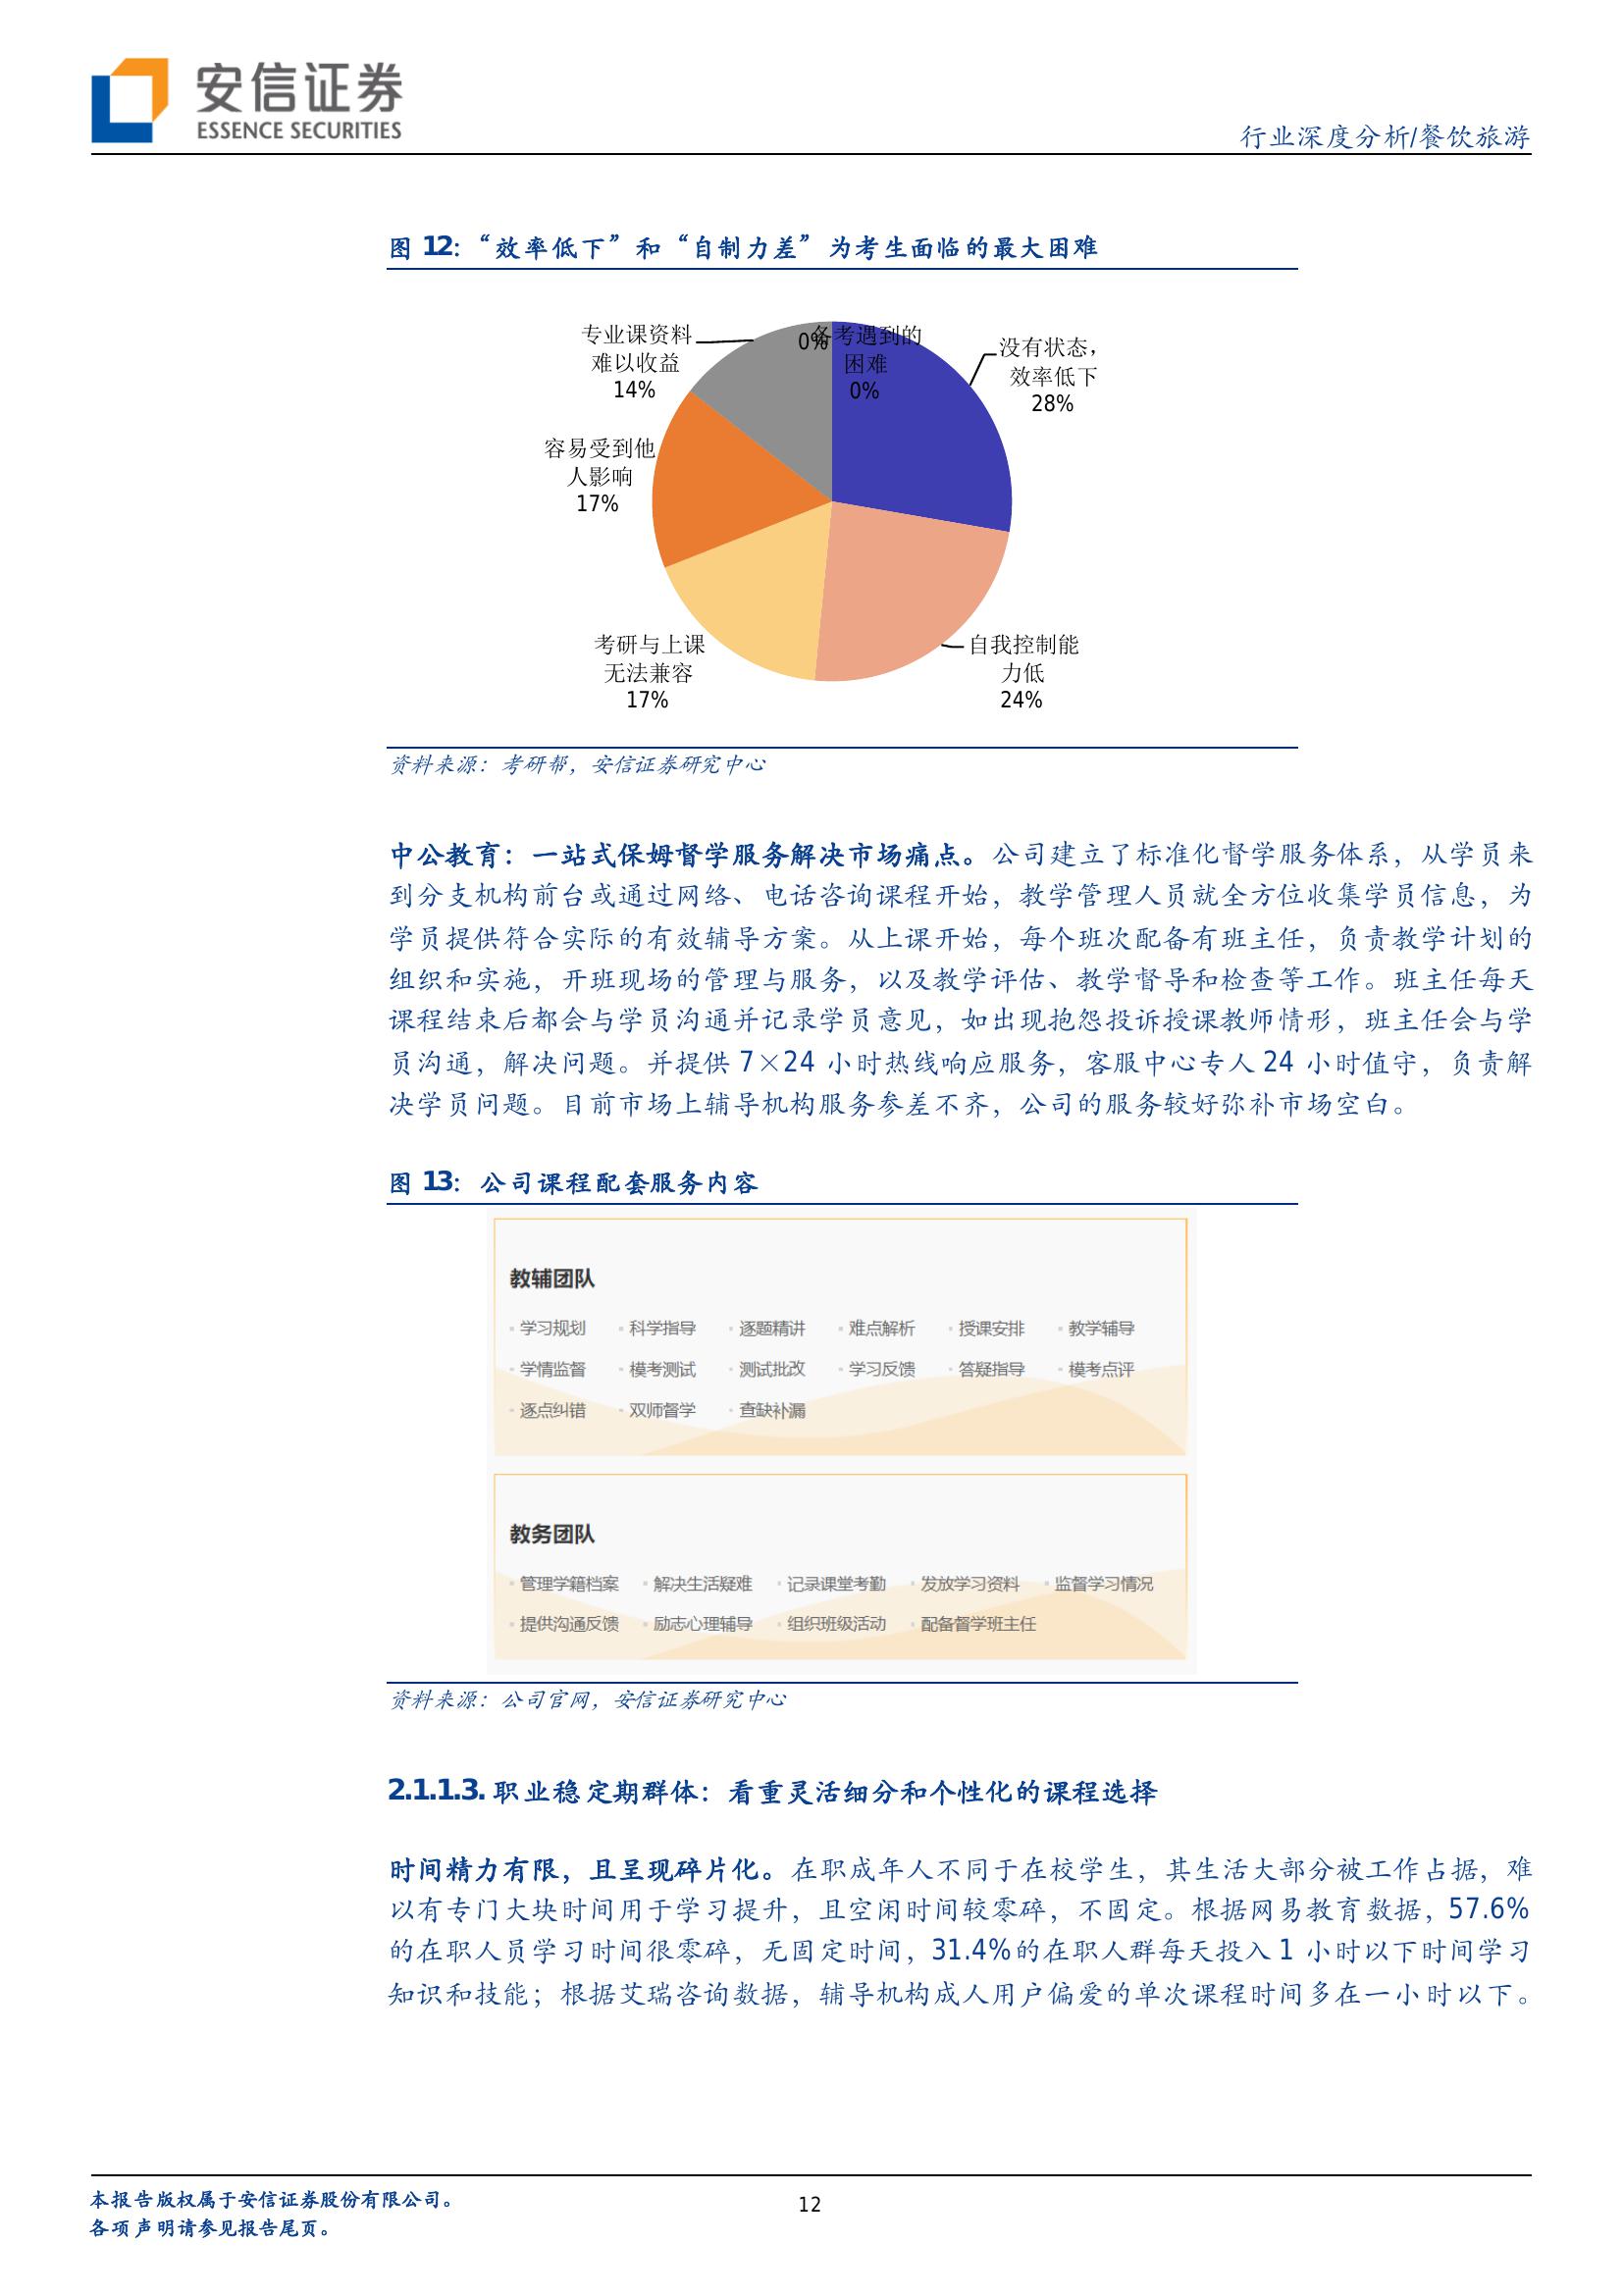 安信证券
ESSENCE SECURITIES
行业深度分析/餐饮旅游
图 12：“效率低下”和“自制力差”为考生面临的最大困难
备考遇到的
困难
0%
没有状态，
效率低下
28%
自我控制能
力低
24%
考研与上课
无法兼容
17%
容易受到他
人影响
17%
专业课资料
难以收益
14%
0%
资料来源：考研帮，安信证券研究中心
中公教育：一站式保姆督学服务解决市场痛点。公司建立了标准化督学服务体系，从学员来
到分支机构前台或通过网络、电话咨询课程开始，教学管理人员就全方位收集学员信息，为
学员提供符合实际的有效辅导方案。从上课开始，每个班次配备有班主任，负责教学计划的
组织和实施，开班现场的管理与服务，以及教学评估、教学督导和检查等工作。班主任每天
课程结束后都会与学员沟通并记录学员意见，如出现抱怨投诉授课教师情形，班主任会与学
员沟通，解决问题。并提供 7×24 小时热线响应服务，客服中心专人 24 小时值守，负责解
决学员问题。目前市场上辅导机构服务参差不齐，公司的服务较好弥补市场空白。
图 13：公司课程配套服务内容
教辅团队
· 学习规划 · 科学指导 · 逐题精讲 · 难点解析 · 授课安排 · 教学辅导
· 学情监督 · 模考测试 · 测试批改 · 学习反馈 · 答疑指导 · 模考点评
· 逐点纠错 · 双师督学 · 查缺补漏
教务团队
· 管理学籍档案 · 解决生活疑难 · 记录课堂考勤 · 发放学习资料 · 监督学习情况
· 提供沟通反馈 · 励志心理辅导 · 组织班级活动 · 配备督学班主任
资料来源：公司官网，安信证券研究中心
2.1.1.3. 职业稳定期群体：看重灵活细分和个性化的课程选择
时间精力有限，且呈现碎片化。在职成年人不同于在校学生，其生活大部分被工作占据，难
以有专门大块时间用于学习提升，且空闲时间较零碎，不固定。根据网易教育数据，57.6%
的在职人员学习时间很零碎，无固定时间，31.4%的在职人群每天投入 1 小时以下时间学习
知识和技能；根据艾瑞咨询数据，辅导机构成人用户偏爱的单次课程时间多在一小时以下。
本报告版权属于安信证券股份有限公司。
各项声明请参见报告尾页。
12